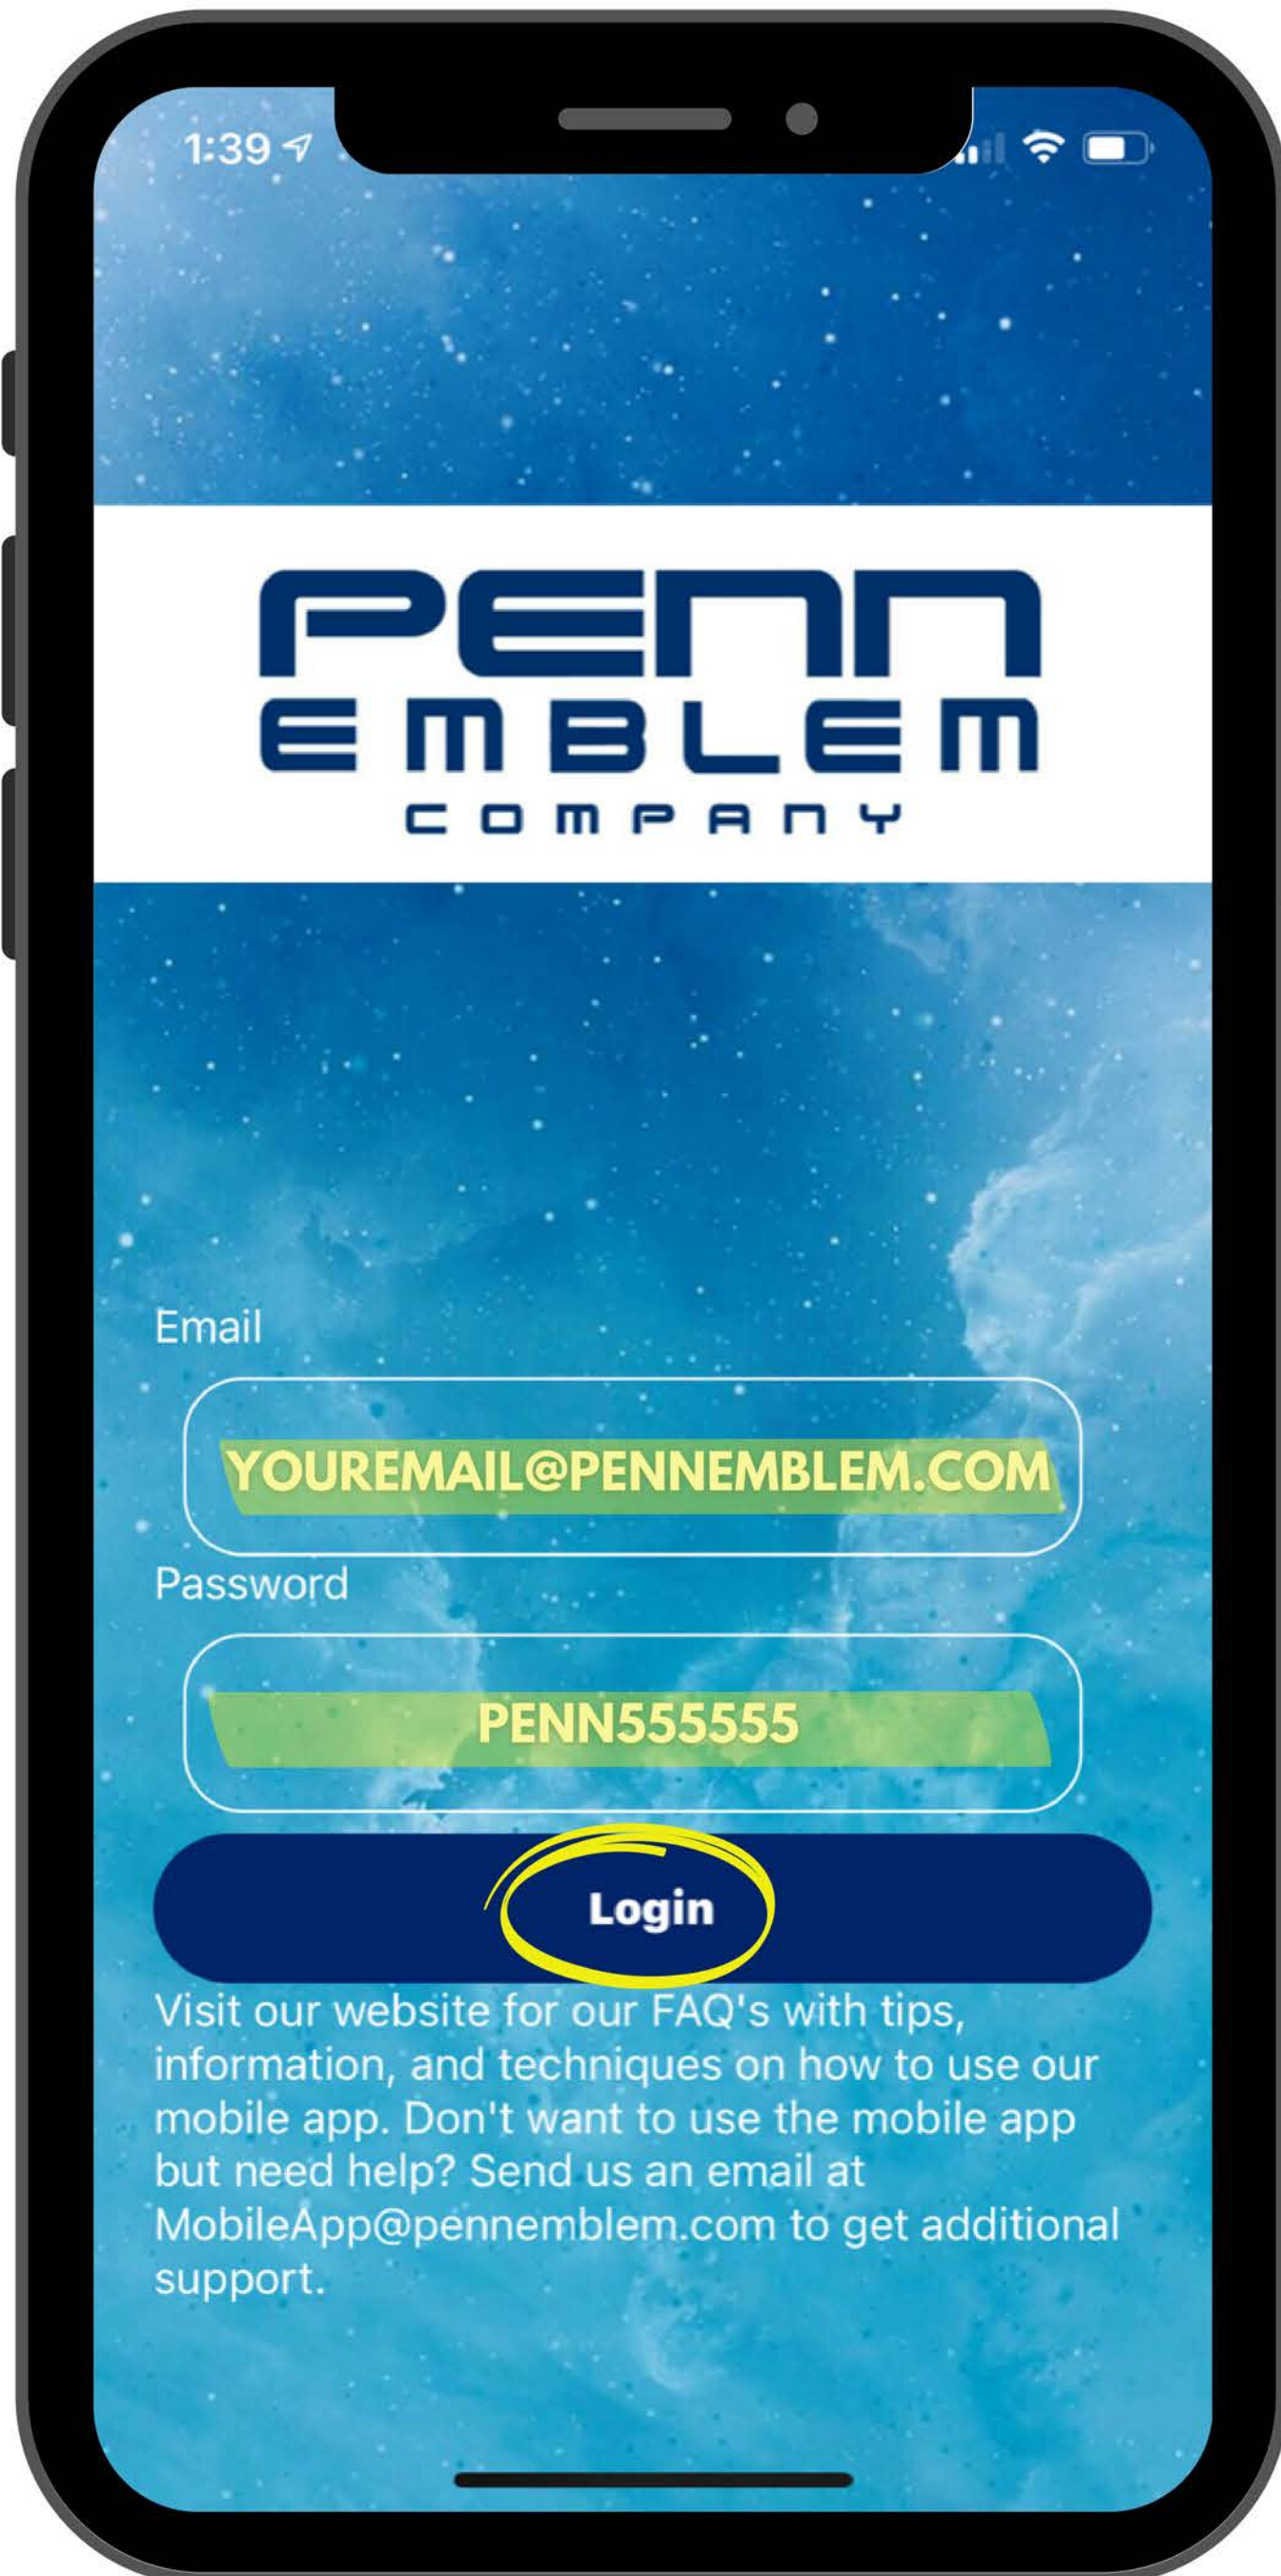 1:39
PENN
EMBLEM
COMPANY
Email
YOUREMAIL@PENNEMBLEM.COM
Password
PENN555555
Login
Visit our website for our FAQ's with tips,
information, and techniques on how to use our
mobile app. Don't want to use the mobile app
but need help? Send us an email at
MobileApp@pennemblem.com to get additional
support.